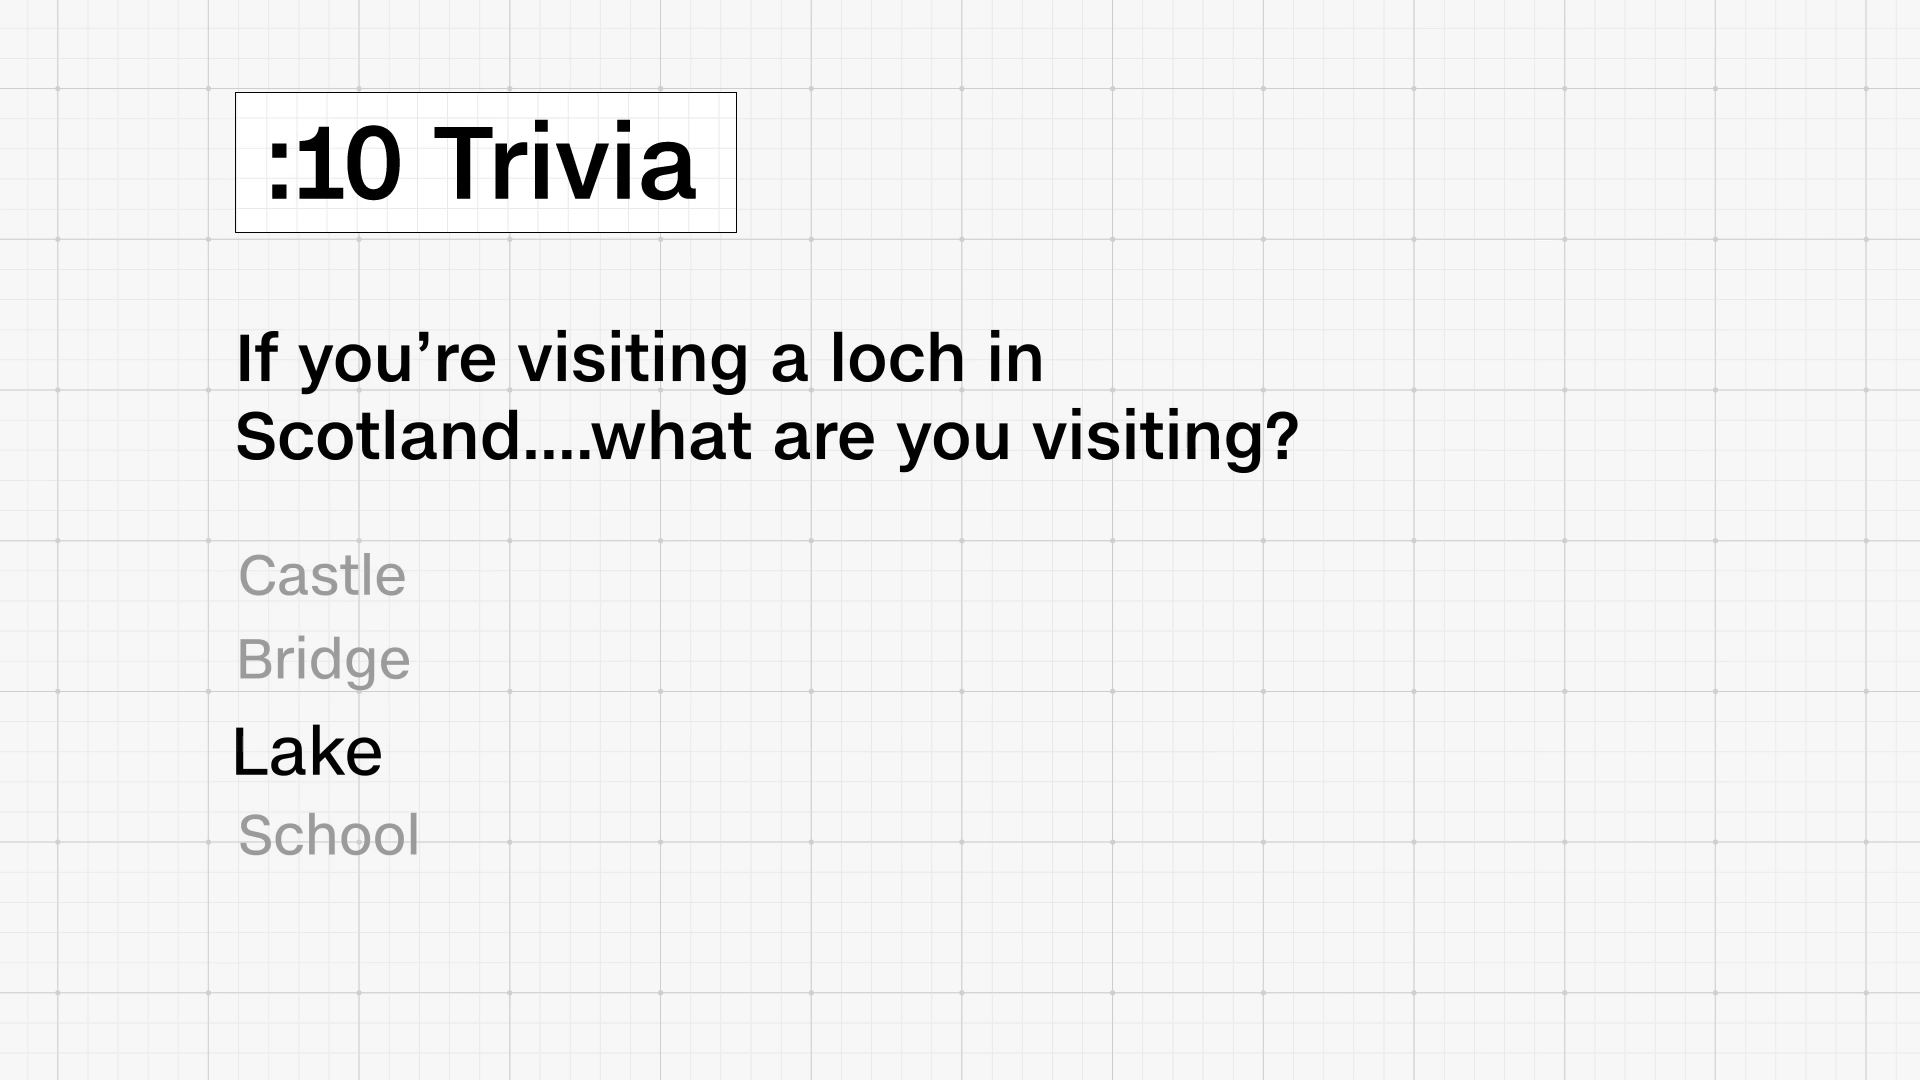 :10 Trivia
If you’re visiting a loch in
Scotland....what are you visiting?
Castle
Bridge
Lake
School